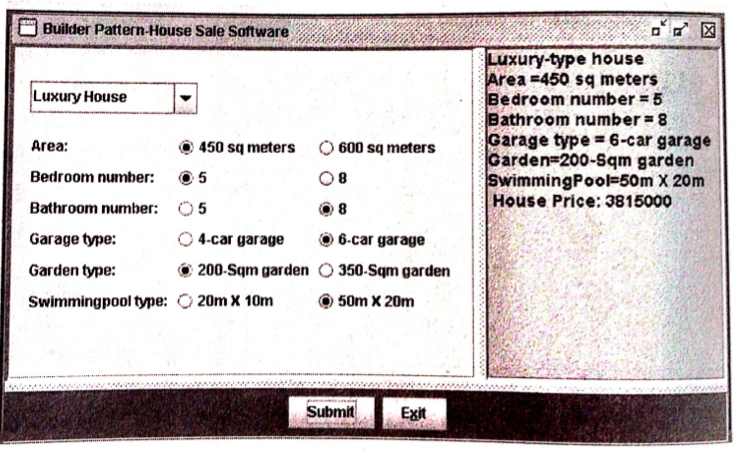 Builder Pattern-House Sale Software
Luxury House
Area: 450 sq meters 600 sq meters
Bedroom number: 5 8
Bathroom number: 5 8
Garage type: 4-car garage 6-car garage
Garden type: 200-Sqm garden 350-Sqm garden
Swimmingpool type: 20m X 10m 50m X 20m
Luxury-type house
Area =450 sq meters
Bedroom number = 5
Bathroom number = 8
Garage type = 6-car garage
Garden=200-Sqm garden
SwimmingPool=50m X 20m
House Price: 3815000
Submit Exit